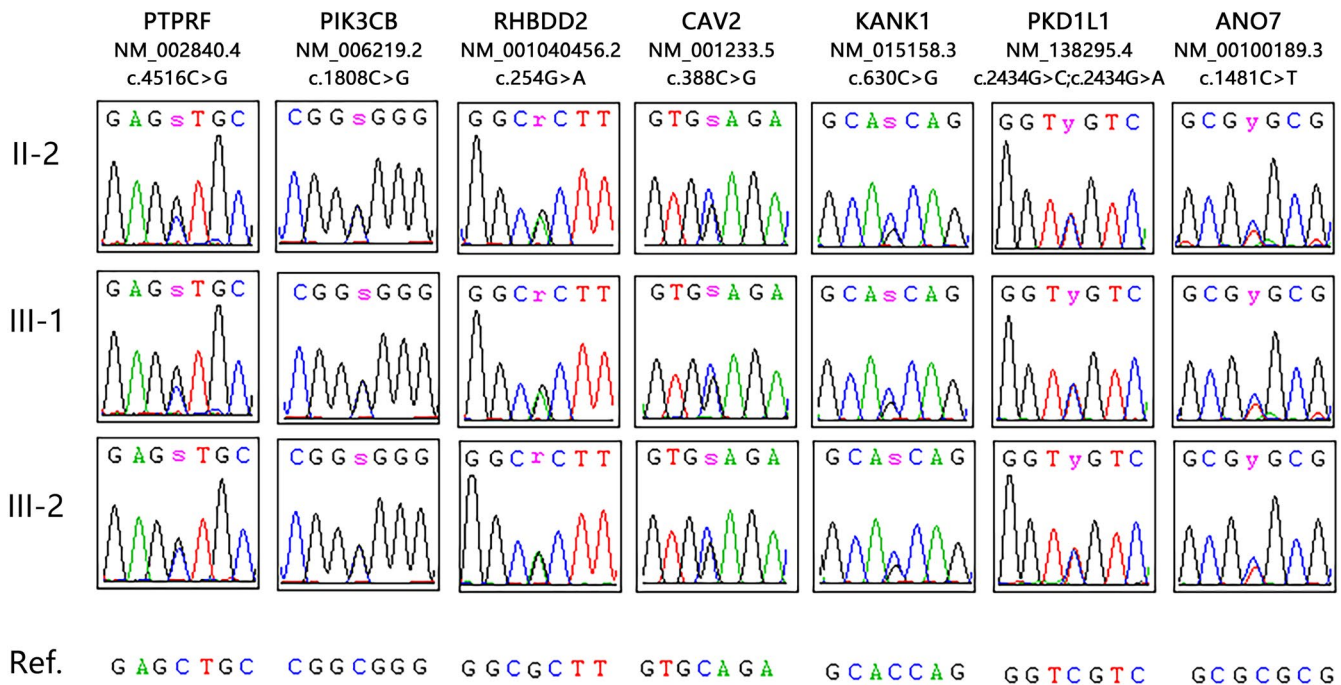 PTPRF PIK3CB RHBDD2 CAV2 KANK1 PKD1L1 ANO7
NM_002840.4 NM_006219.2 NM_001040456.2 NM_001233.5 NM_015158.3 NM_138295.4 NM_00100189.3
c.4516C>G c.1808C>G c.254G>A c.388C>G c.630C>G c.2434G>C;c.2434G>A c.1481C>T
II-2 GAGsTGC CGGsGGG GGCrCTT GTGsAGA GCAsCAG GGTyGTC GCGyGCG
III-1 GAGsTGC CGGsGGG GGCrCTT GTGsAGA GCAsCAG GGTyGTC GCGyGCG
III-2 GAGsTGC CGGsGGG GGCrCTT GTGsAGA GCAsCAG GGTyGTC GCGyGCG
Ref. GAGCTGC CGGCGGG GGCGCTT GTGCAGA GCACCAG GGTCGTC GCGCGCG